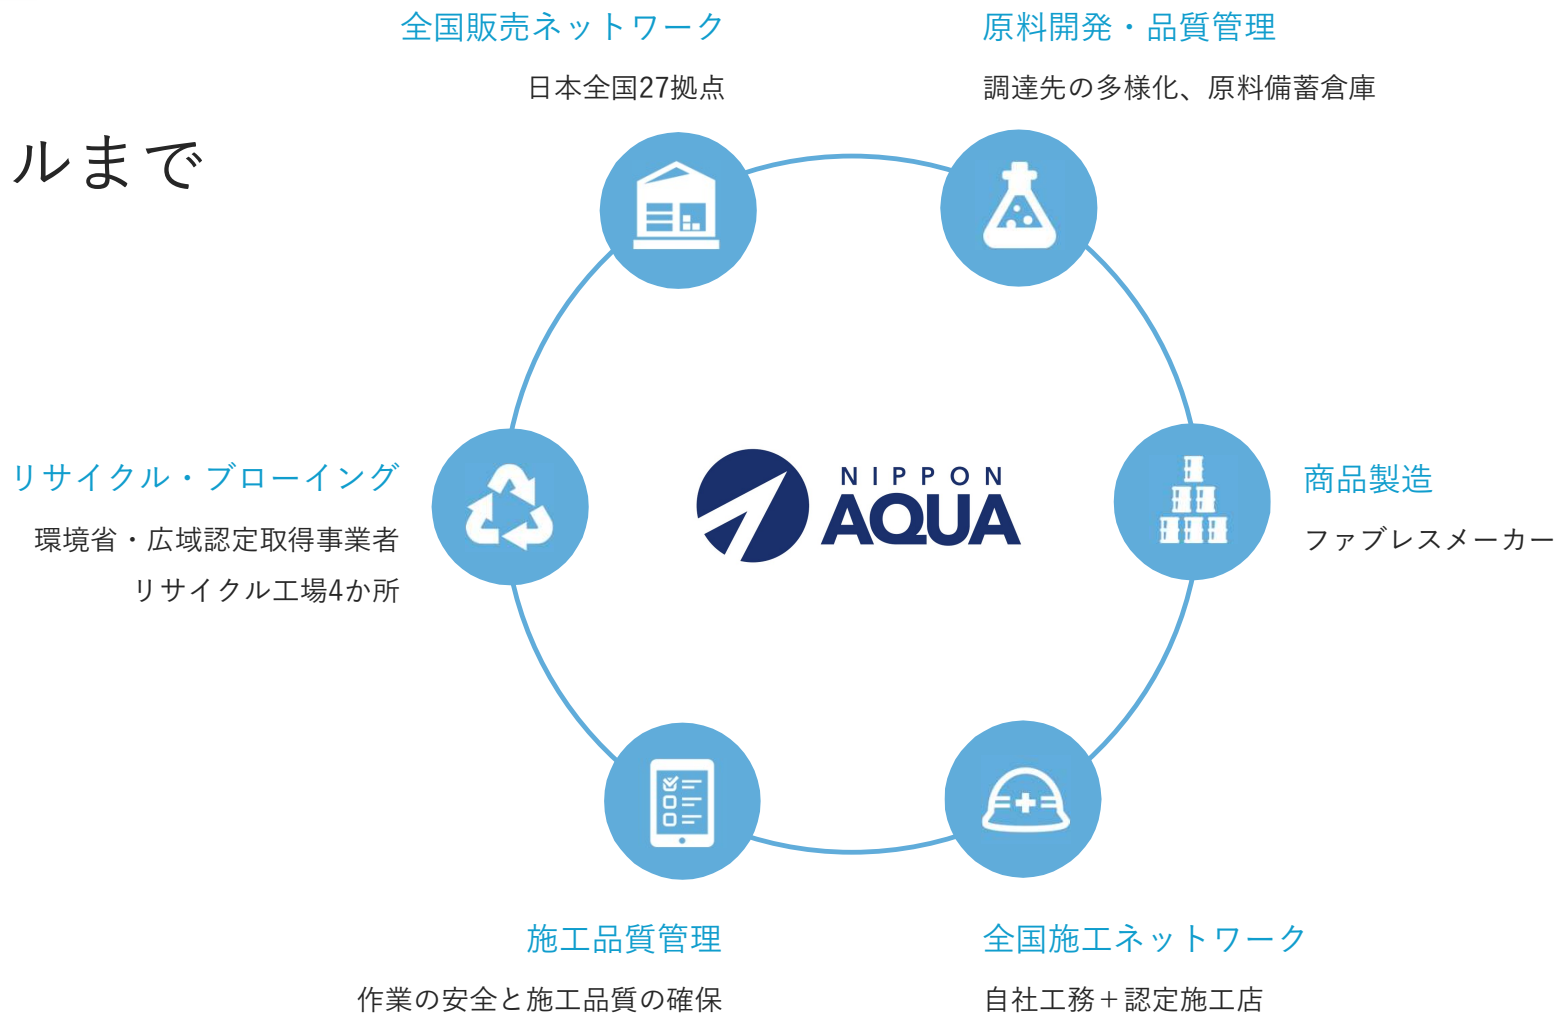 全国販売ネットワーク
日本全国27拠点
原料開発・品質管理
調達先の多様化、原料備蓄倉庫
ルまで
リサイクル・ブローイング
環境省・広域認定取得事業者
リサイクル工場4か所
NIPPON
AQUA
商品製造
ファブレスメーカー
施工品質管理
作業の安全と施工品質の確保
全国施工ネットワーク
自社工務＋認定施工店